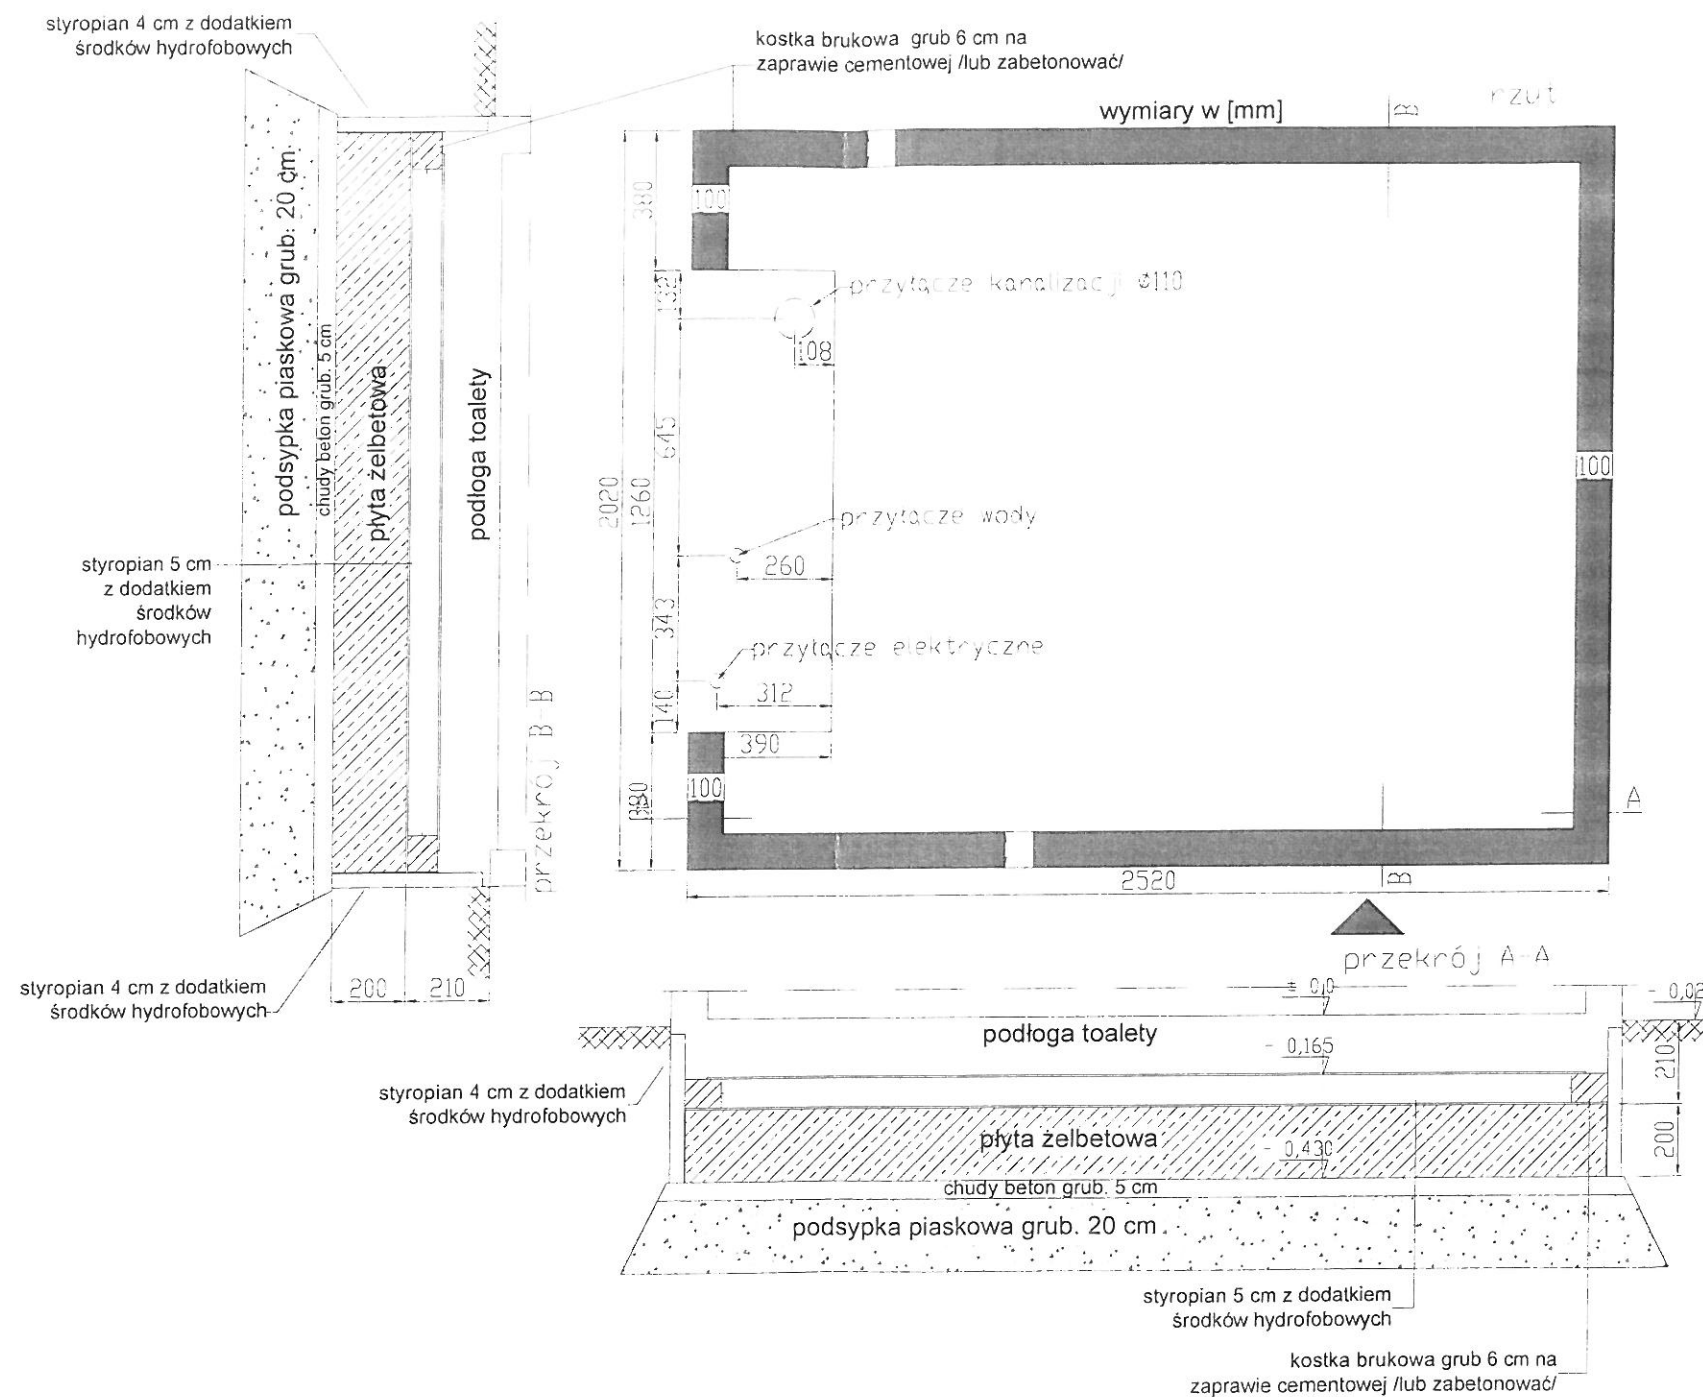 styropian 4 cm z dodatkiem
środków hydrofobowych
kostka brukowa grub 6 cm na
zaprawie cementowej /lub zabetonować/
wymiary w [mm]
B
rzut
podsypka piaskowa grub: 20 cm
chudy beton grub. 5 cm
płyta żelbetowa
podłoga toalety
styropian 5 cm
z dodatkiem
środków
hydrofobowych
przekrój B-B
380
100
132
przyłącze kanalizacji ⌀110
108
645
2020
1260
100
przyłącze wody
260
343
przyłącze elektryczne
312
140
390
100
380
A
2520
B
styropian 4 cm z dodatkiem
środków hydrofobowych
200
210
przekrój A-A
± 0,0
- 0,02
podłoga toalety
- 0,165
210
styropian 4 cm z dodatkiem
środków hydrofobowych
płyta żelbetowa
- 0,430
200
chudy beton grub. 5 cm
podsypka piaskowa grub. 20 cm
styropian 5 cm z dodatkiem
środków hydrofobowych
kostka brukowa grub 6 cm na
zaprawie cementowej /lub zabetonować/